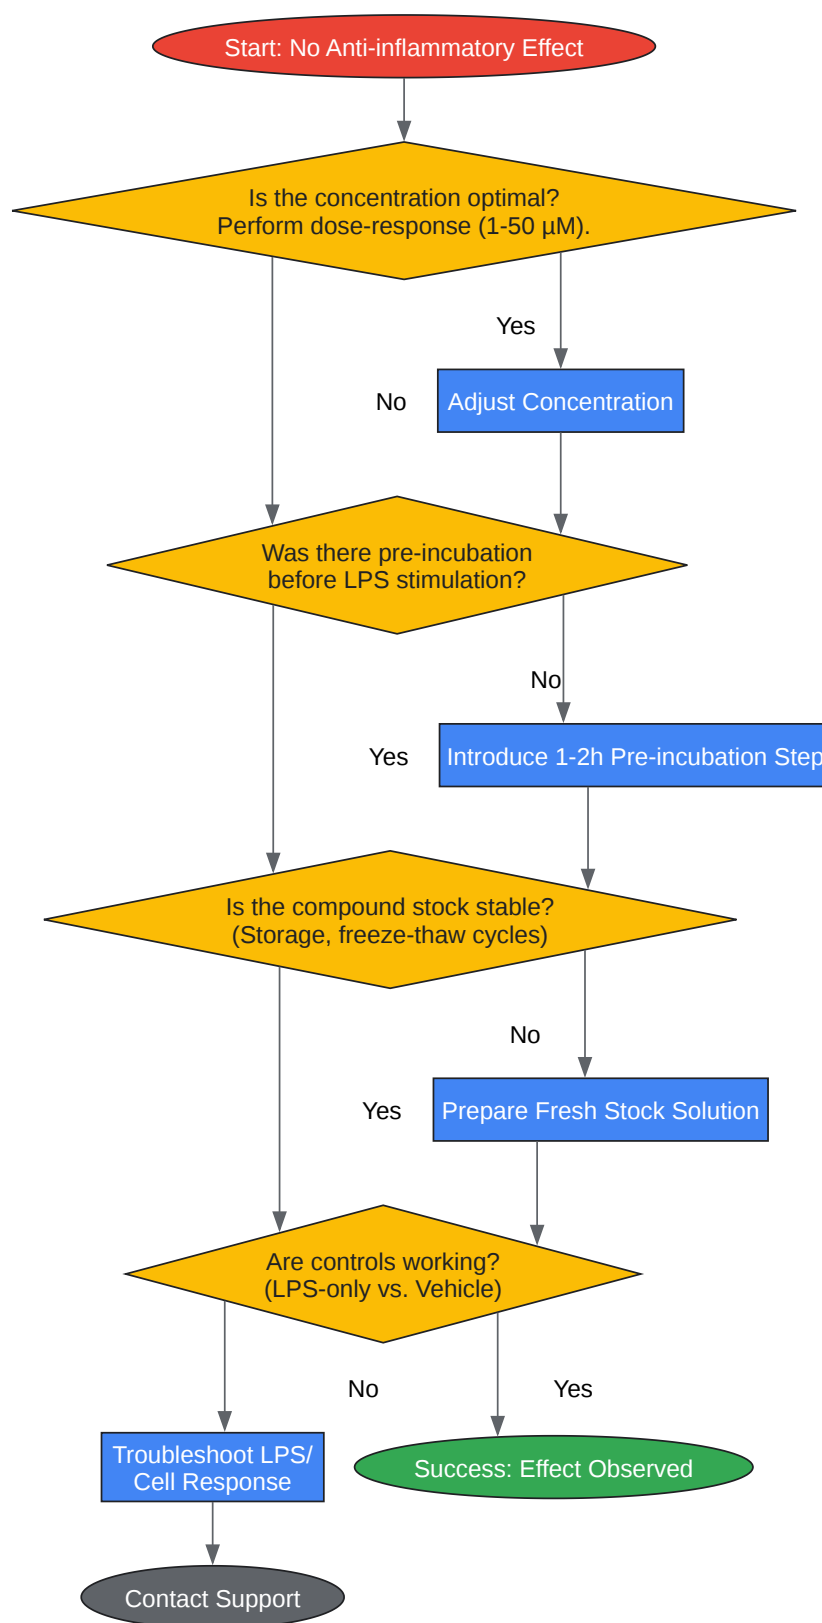 Start: No Anti-inflammatory Effect
Is the concentration optimal?
Perform dose-response (1-50 µM).
Yes
No
Adjust Concentration
Was there pre-incubation
before LPS stimulation?
No
Yes
Introduce 1-2h Pre-incubation Step
Is the compound stock stable?
(Storage, freeze-thaw cycles)
No
Yes
Prepare Fresh Stock Solution
Are controls working?
(LPS-only vs. Vehicle)
No
Yes
Troubleshoot LPS/
Cell Response
Success: Effect Observed
Contact Support